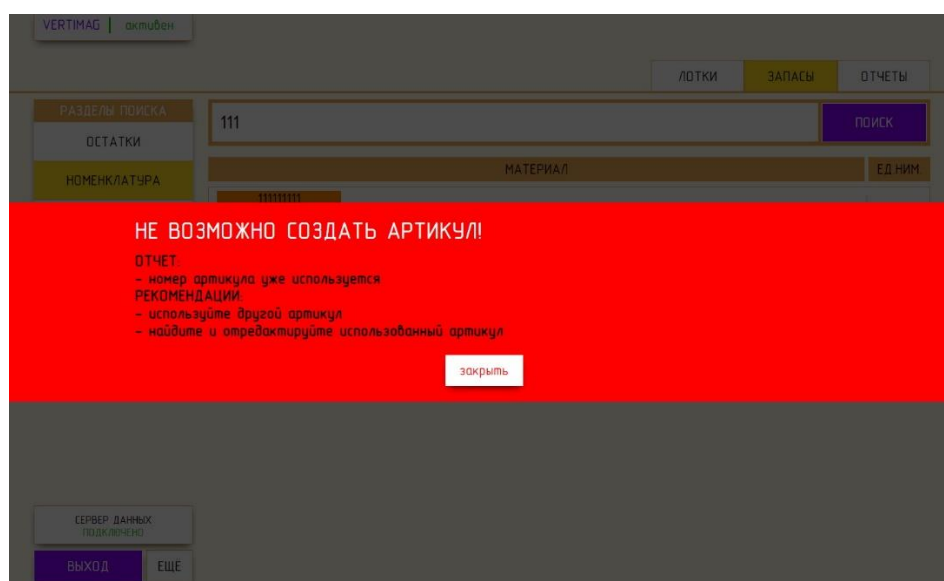 VERTIMAG | активен
ЛОТКИ ЗАПАСЫ ОТЧЕТЫ
РАЗДЕЛЫ ПОИСКА
111 ПОИСК
ОСТАТКИ
МАТЕРИАЛ ЕД.НИМ.
НОМЕНКЛАТУРА
111111111
НЕ ВОЗМОЖНО СОЗДАТЬ АРТИКУЛ!
ОТЧЕТ:
- номер артикула уже используется
РЕКОМЕНДАЦИИ:
- используйте другой артикул
- найдите и отредактируйте использованный артикул
закрыть
СЕРВЕР ДАННЫХ
ПОДКЛЮЧЕНО
ВЫХОД ЕЩЁ